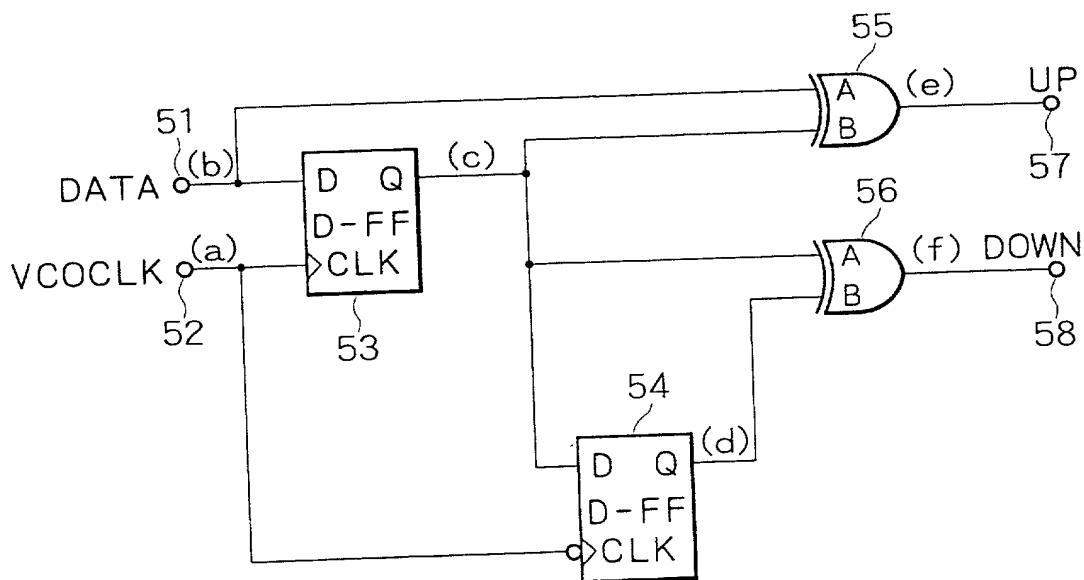 55
(e)
UP
A
B
57
51
DATA
(b)
D Q
D-FF
CLK
53
(c)
VCOCLK
(a)
52
56
A
B
(f)
DOWN
58
54
D Q
D-FF
CLK
(d)